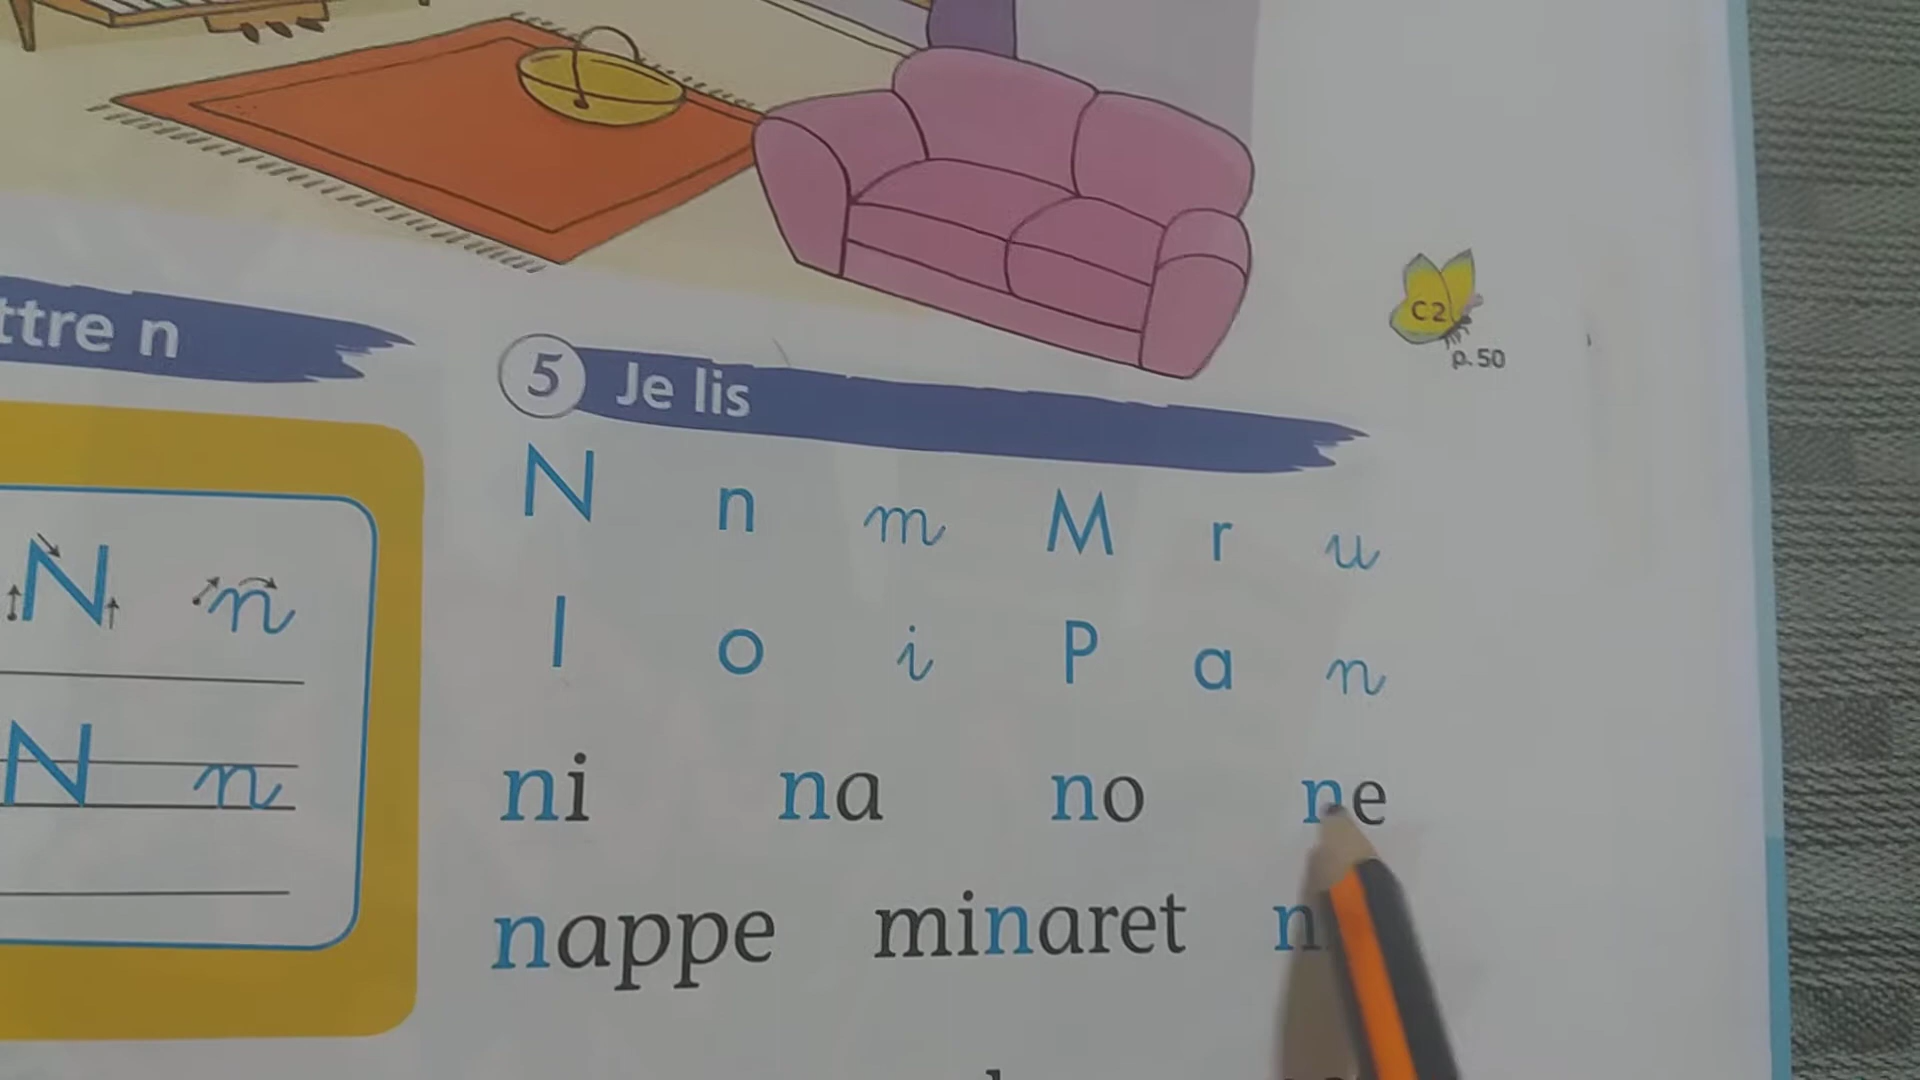 C2
p.50
ttre n
5 Je lis
N n m M r u
l o i P a n
N n
ni na no ne
N n
nappe minaret